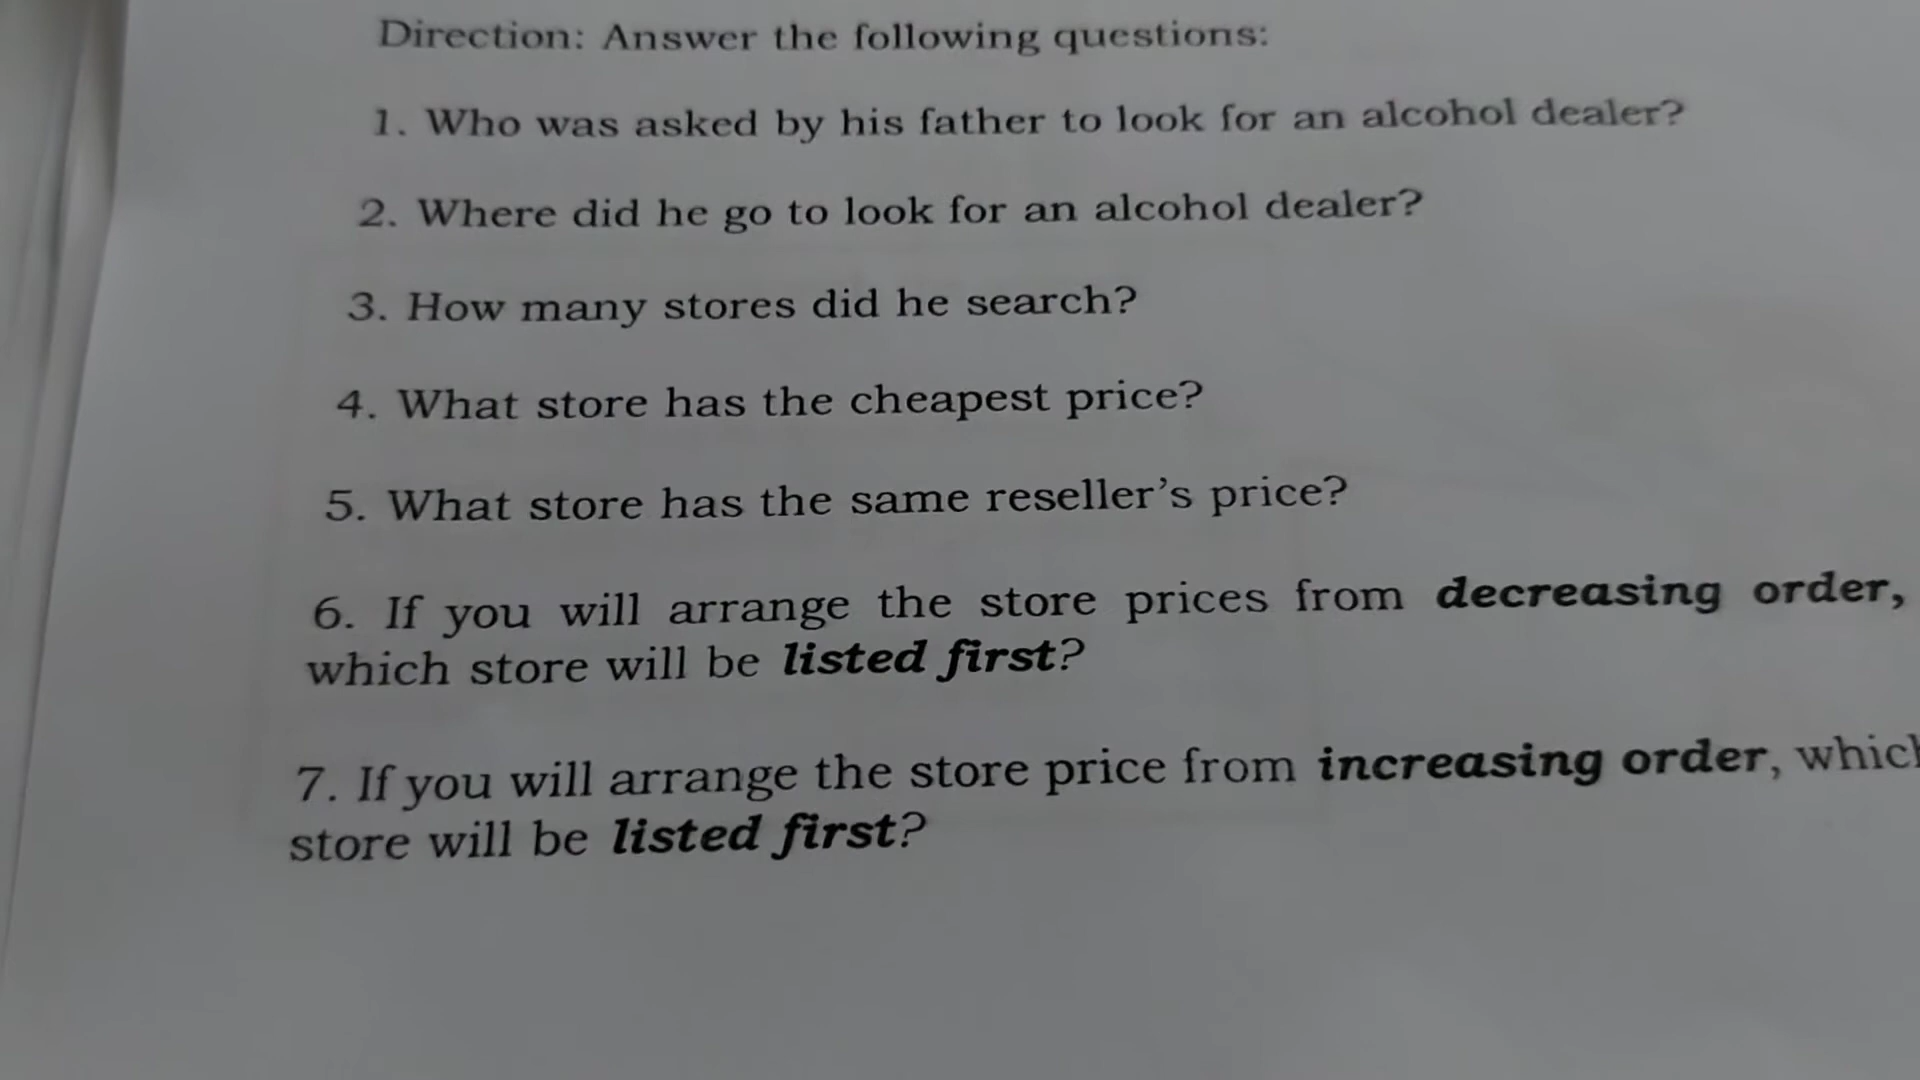 Direction: Answer the following questions:
1. Who was asked by his father to look for an alcohol dealer?
2. Where did he go to look for an alcohol dealer?
3. How many stores did he search?
4. What store has the cheapest price?
5. What store has the same reseller's price?
6. If you will arrange the store prices from decreasing order,
which store will be listed first?
7. If you will arrange the store price from increasing order, which
store will be listed first?